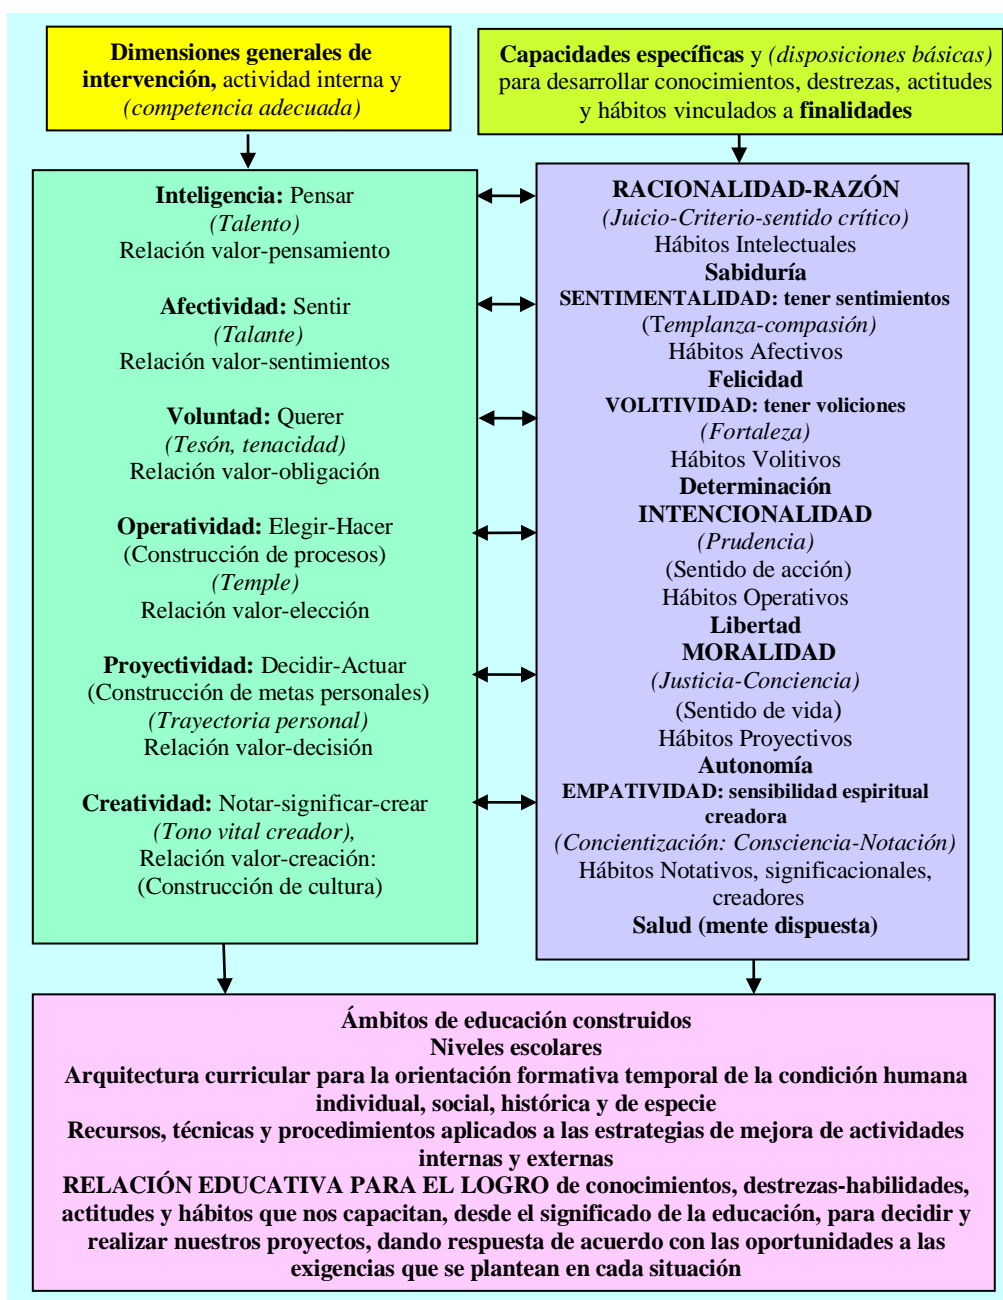 Dimensiones generales de
intervención, actividad interna y
(competencia adecuada)
Capacidades específicas y (disposiciones básicas)
para desarrollar conocimientos, destrezas, actitudes
y hábitos vinculados a finalidades
Inteligencia: Pensar
(Talento)
Relación valor-pensamiento
Afectividad: Sentir
(Talante)
Relación valor-sentimientos
Voluntad: Querer
(Tesón, tenacidad)
Relación valor-obligación
Operatividad: Elegir-Hacer
(Construcción de procesos)
(Temple)
Relación valor-elección
Proyectividad: Decidir-Actuar
(Construcción de metas personales)
(Trayectoria personal)
Relación valor-decisión
Creatividad: Notar-significar-crear
(Tono vital creador),
Relación valor-creación:
(Construcción de cultura)
RACIONALIDAD-RAZÓN
(Juicio-Criterio-sentido crítico)
Hábitos Intelectuales
Sabiduría
SENTIMENTALIDAD: tener sentimientos
(Templanza-compasión)
Hábitos Afectivos
Felicidad
VOLITIVIDAD: tener voliciones
(Fortaleza)
Hábitos Volitivos
Determinación
INTENCIONALIDAD
(Prudencia)
(Sentido de acción)
Hábitos Operativos
Libertad
MORALIDAD
(Justicia-Conciencia)
(Sentido de vida)
Hábitos Proyectivos
Autonomía
EMPATIVIDAD: sensibilidad espiritual
creadora
(Concientización: Consciencia-Notación)
Hábitos Notativos, significacionales,
creadores
Salud (mente dispuesta)
Ámbitos de educación construidos
Niveles escolares
Arquitectura curricular para la orientación formativa temporal de la condición humana
individual, social, histórica y de especie
Recursos, técnicas y procedimientos aplicados a las estrategias de mejora de actividades
internas y externas
RELACIÓN EDUCATIVA PARA EL LOGRO de conocimientos, destrezas-habilidades,
actitudes y hábitos que nos capacitan, desde el significado de la educación, para decidir y
realizar nuestros proyectos, dando respuesta de acuerdo con las oportunidades a las
exigencias que se plantean en cada situación